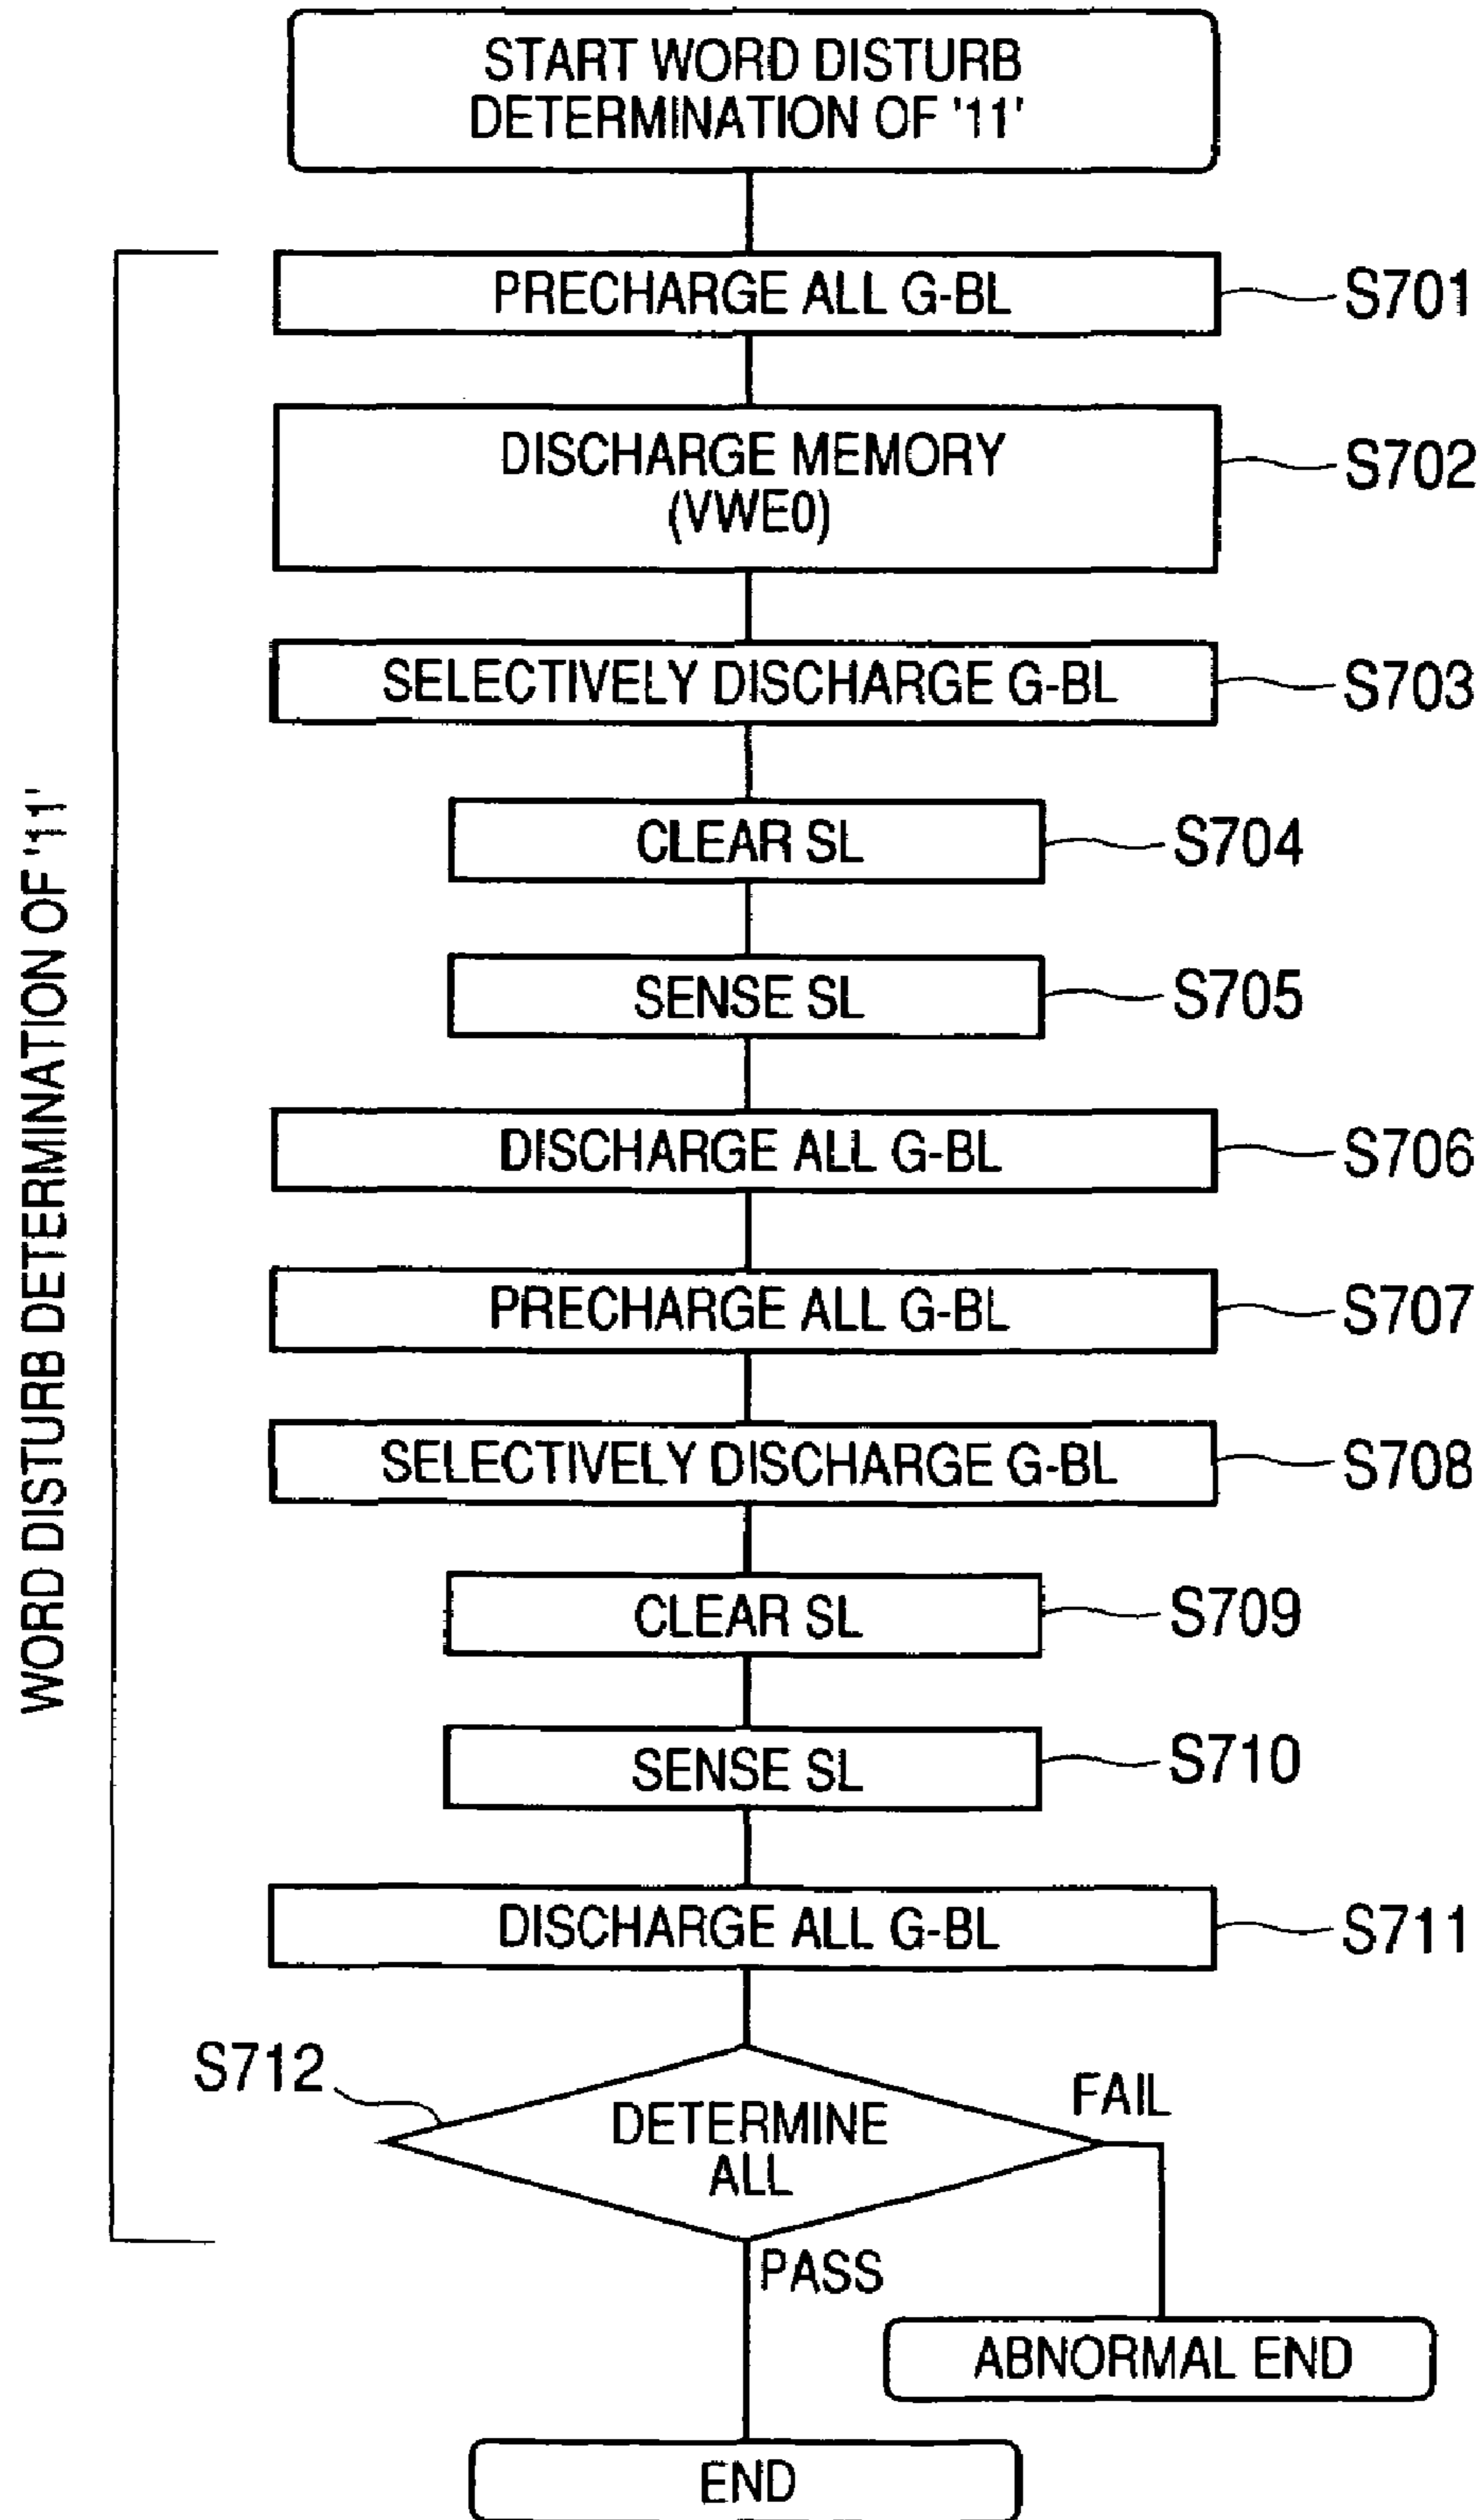 START WORD DISTURB
DETERMINATION OF '11'
PRECHARGE ALL G-BL
S701
DISCHARGE MEMORY
(VWE0)
S702
SELECTIVELY DISCHARGE G-BL
S703
CLEAR SL
S704
SENSE SL
S705
DISCHARGE ALL G-BL
S706
PRECHARGE ALL G-BL
S707
SELECTIVELY DISCHARGE G-BL
S708
CLEAR SL
S709
SENSE SL
S710
DISCHARGE ALL G-BL
S711
S712
DETERMINE
ALL
FAIL
PASS
ABNORMAL END
END
WORD DISTURB DETERMINATION OF '11'